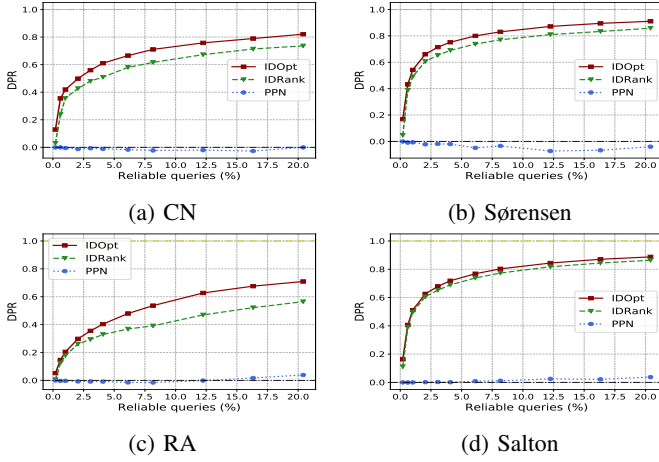 1.0
0.8
0.6
0.4
0.2
0.0
DPR
IDOpt
IDRank
PPN
0.0 2.5 5.0 7.5 10.0 12.5 15.0 17.5 20.0
Reliable queries (%)
(a) CN
1.0
0.8
0.6
0.4
0.2
0.0
DPR
IDOpt
IDRank
PPN
0.0 2.5 5.0 7.5 10.0 12.5 15.0 17.5 20.0
Reliable queries (%)
(b) Sørensen
1.0
0.8
0.6
0.4
0.2
0.0
DPR
IDOpt
IDRank
PPN
0.0 2.5 5.0 7.5 10.0 12.5 15.0 17.5 20.0
Reliable queries (%)
(c) RA
1.0
0.8
0.6
0.4
0.2
0.0
DPR
IDOpt
IDRank
PPN
0.0 2.5 5.0 7.5 10.0 12.5 15.0 17.5 20.0
Reliable queries (%)
(d) Salton